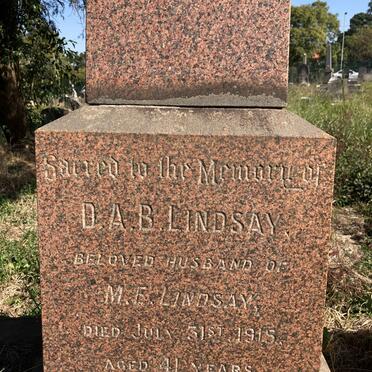 Sacred to the Memory of
D.A.B. LINDSAY.
BELOVED HUSBAND OF
M.E. LINDSAY,
DIED JULY 31ST 1915.
AGED 41 YEARS